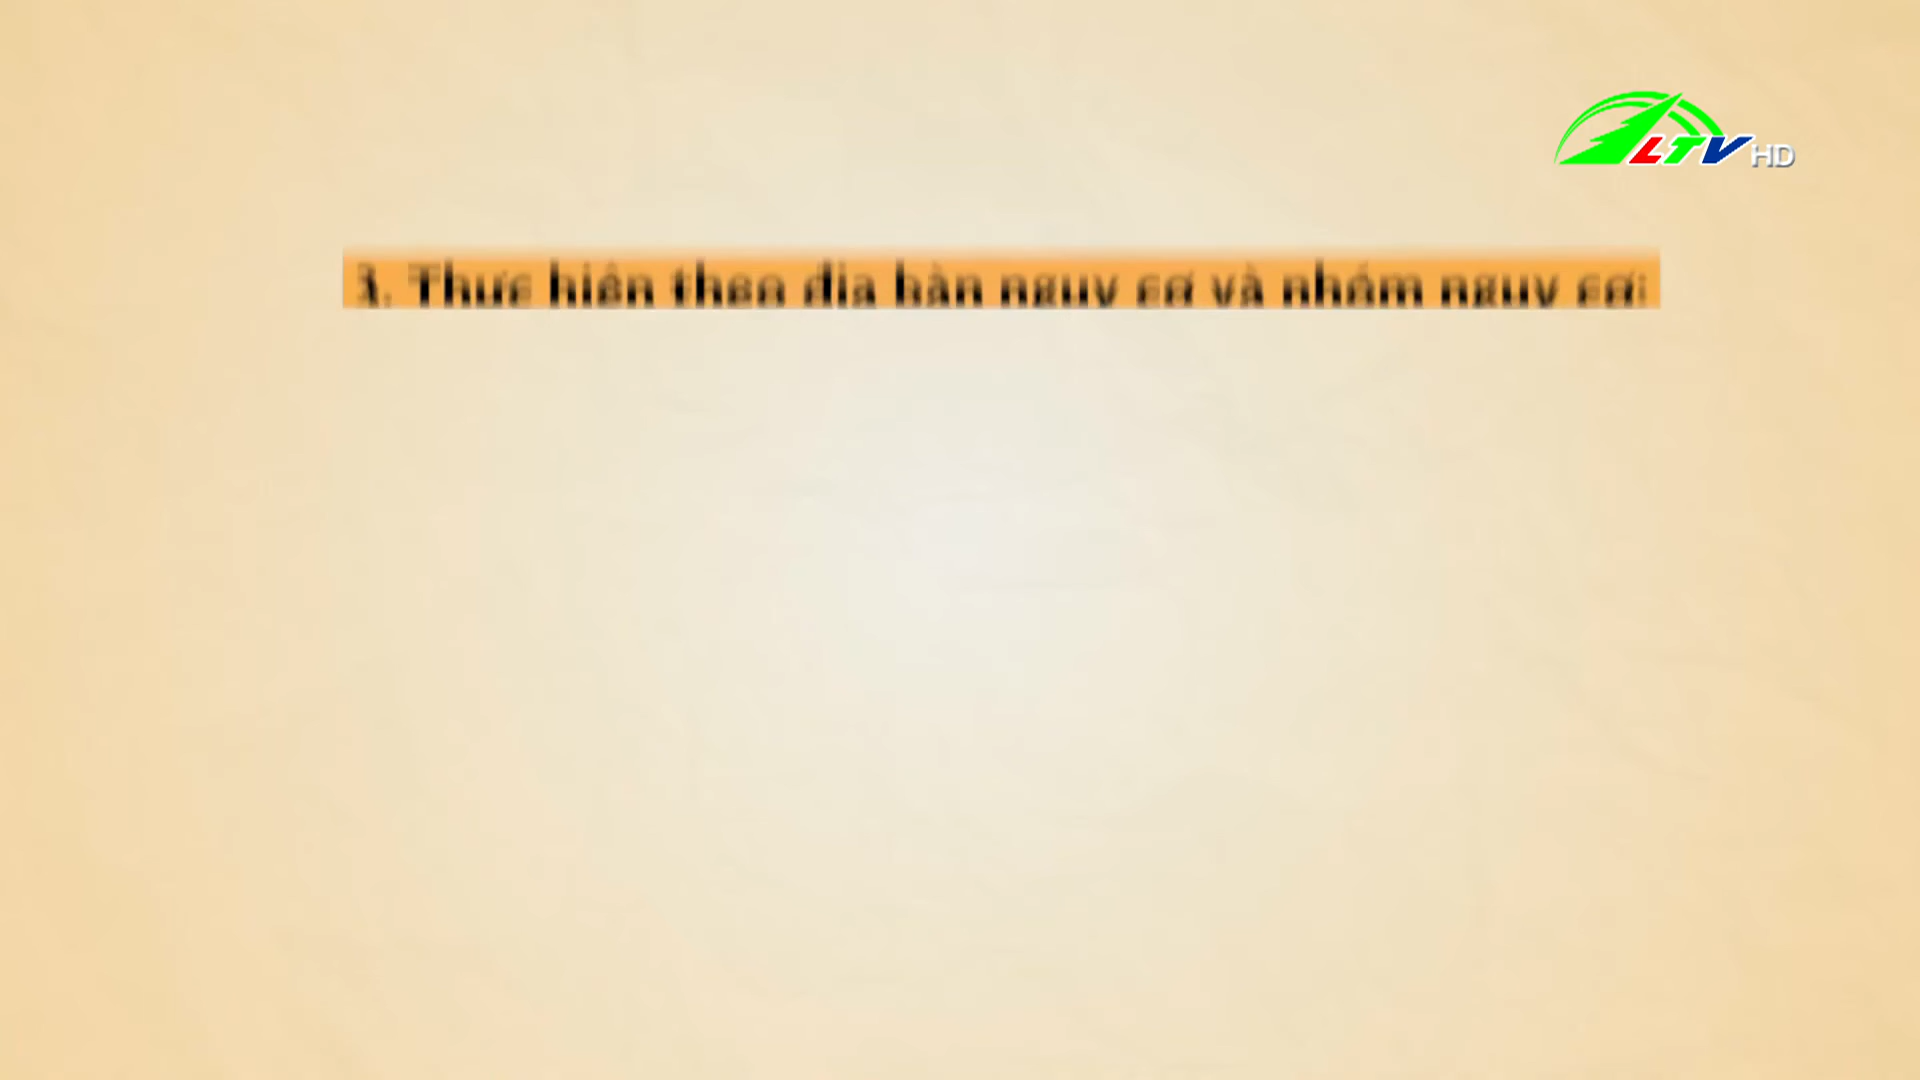 LTV HD
3. Thực hiện theo địa bàn nguy cơ và nhóm nguy cơ: